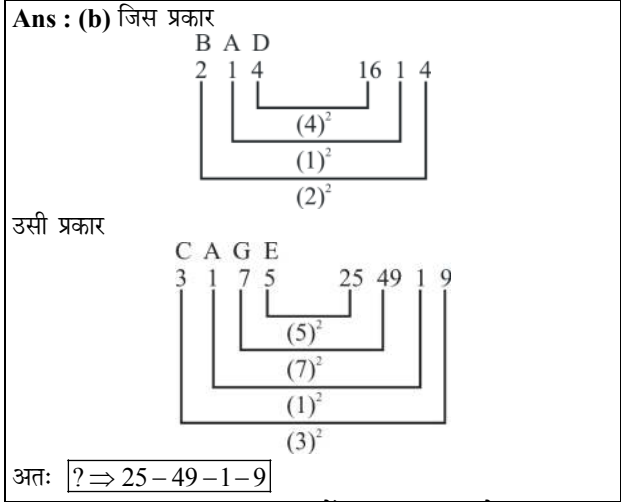 Ans : (b) जिस प्रकार
B A D
2 1 4 16 1 4
(4)²
(1)²
(2)²
उसी प्रकार
C A G E
3 1 7 5 25 49 1 9
(5)²
(7)²
(1)²
(3)²
अतः ? ⇒ 25 – 49 – 1 – 9